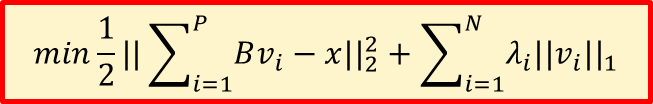 min 1/2 || ∑_{i=1}^{P} Bv_i − x||_2^2 + ∑_{i=1}^{N} λ_i||v_i||_1